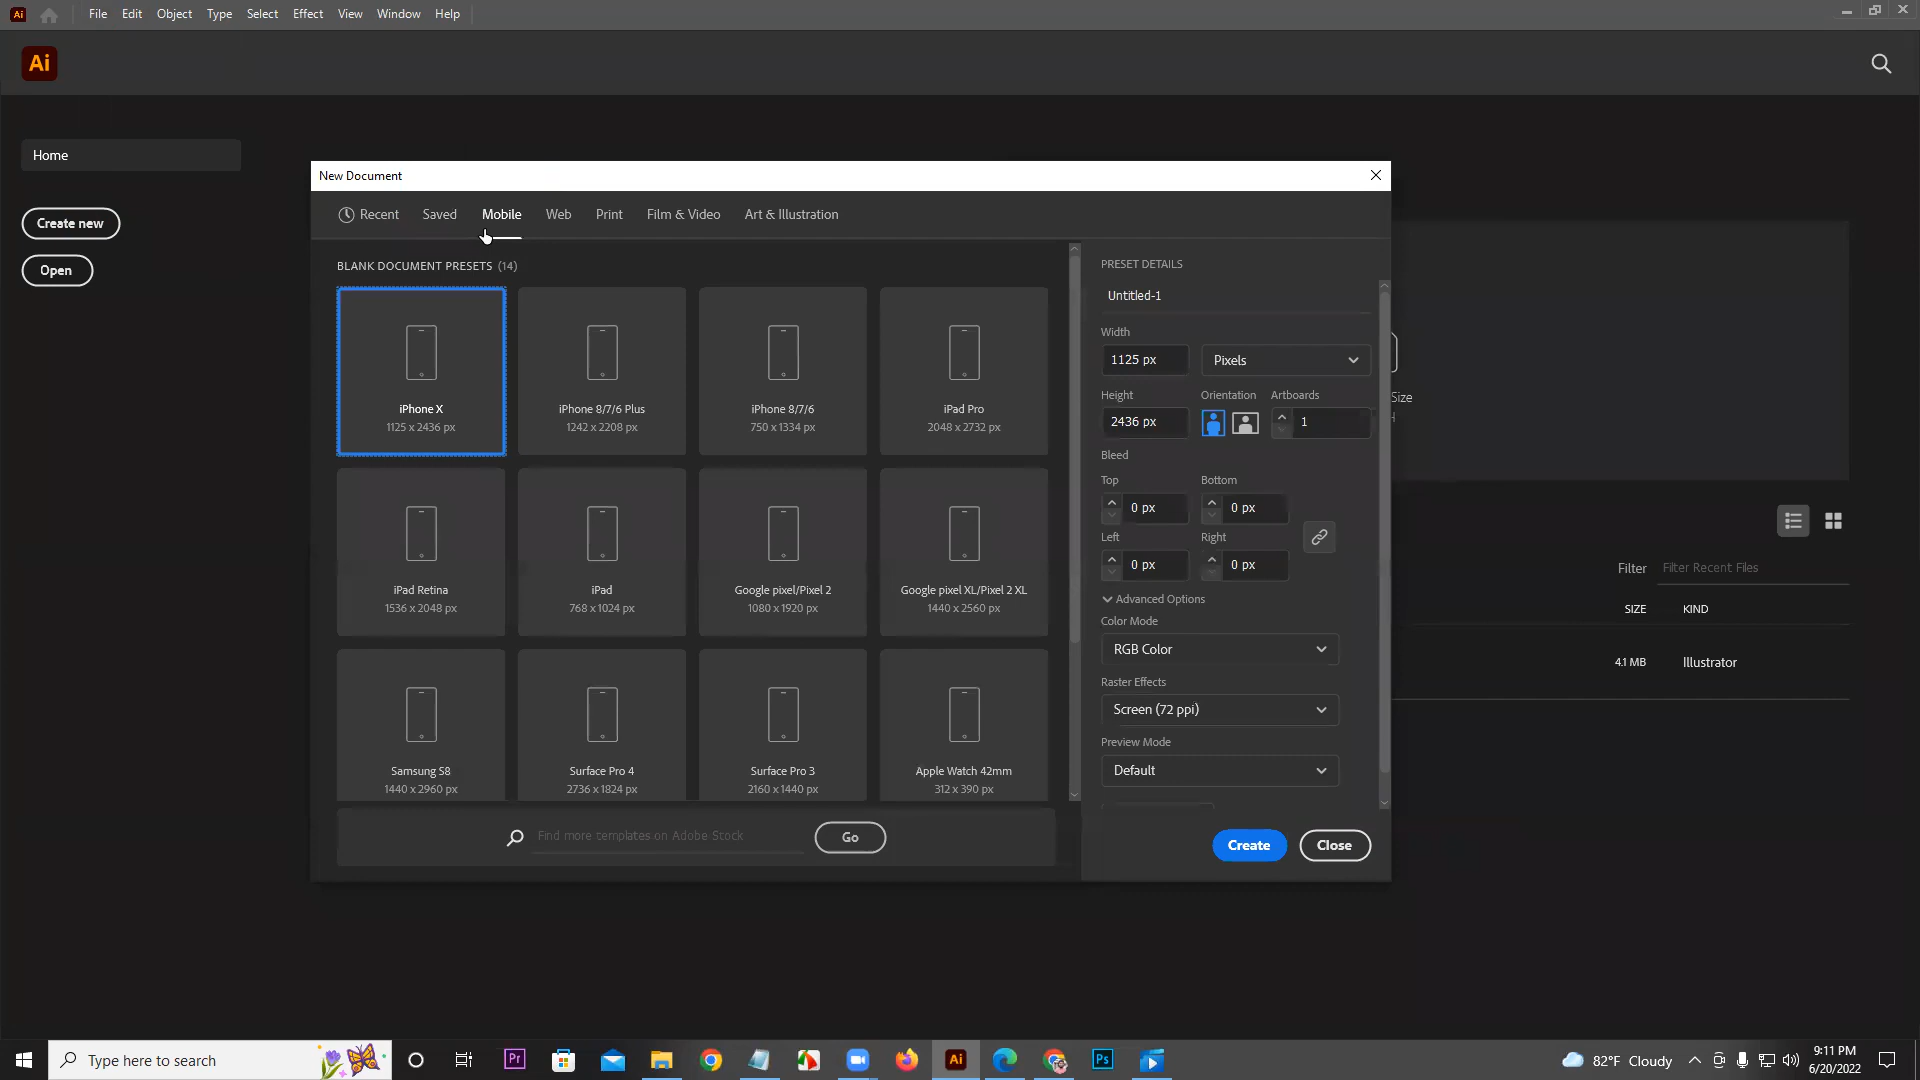 Ai File Edit Object Type Select Effect View Window Help
Ai
Home
Create new
Open
New Document
Recent Saved Mobile Web Print Film & Video Art & Illustration
BLANK DOCUMENT PRESETS (14)
iPhone X
1125 x 2436 px
iPhone 8/7/6 Plus
1242 x 2208 px
iPhone 8/7/6
750 x 1334 px
iPad Pro
2048 x 2732 px
iPad Retina
1536 x 2048 px
iPad
768 x 1024 px
Google pixel/Pixel 2
1080 x 1920 px
Google pixel XL/Pixel 2 XL
1440 x 2560 px
Samsung S8
1440 x 2960 px
Surface Pro 4
2736 x 1824 px
Surface Pro 3
2160 x 1440 px
Apple Watch 42mm
312 x 390 px
Find more templates on Adobe Stock
Go
PRESET DETAILS
Untitled-1
Width
1125 px Pixels
Height Orientation Artboards
2436 px 1
Bleed
Top Bottom
0 px 0 px
Left Right
0 px 0 px
Advanced Options
Color Mode
RGB Color
Raster Effects
Screen (72 ppi)
Preview Mode
Default
Create Close
Size
Filter Filter Recent Files
SIZE KIND
4.1 MB Illustrator
Type here to search
Pr
Ai
Ps
82°F Cloudy
9:11 PM
6/20/2022